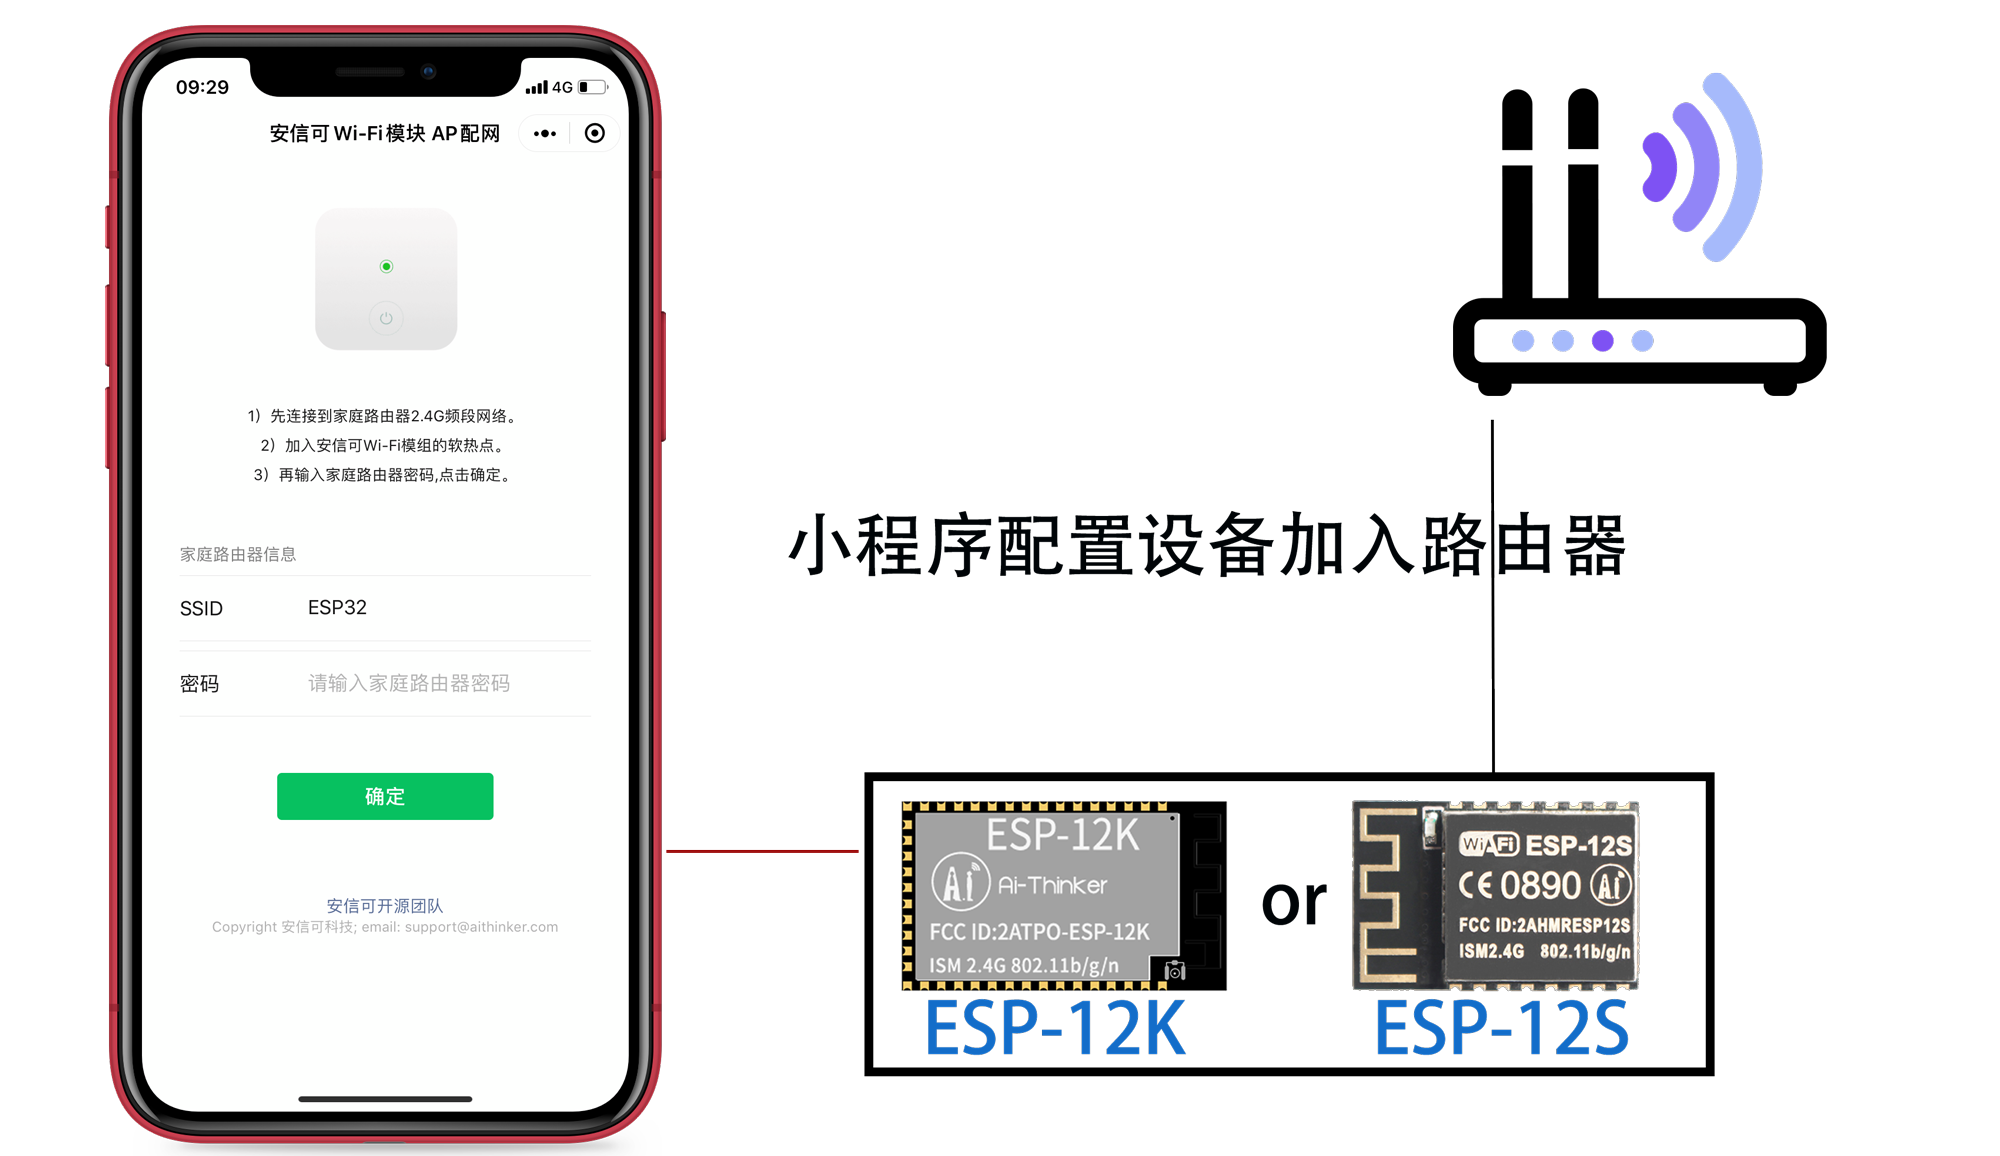 09:29
4G
安信可Wi-Fi模块 AP配网
1）先连接到家庭路由器2.4G频段网络。
2）加入安信可Wi-Fi模组的软热点。
3）再输入家庭路由器密码,点击确定。
家庭路由器信息
SSID ESP32
密码 请输入家庭路由器密码
确定
安信可开源团队
Copyright 安信可科技; email: support@aithinker.com
小程序配置设备加入路由器
ESP-12K
Ai Ai-Thinker
FCC ID:2ATPO-ESP-12K
ISM 2.4G 802.11b/g/n
ESP-12K
or
WiFi ESP-12S
CE 0890 Ai
FCC ID:2AHMRESP12S
ISM2.4G 802.11b/g/n
ESP-12S